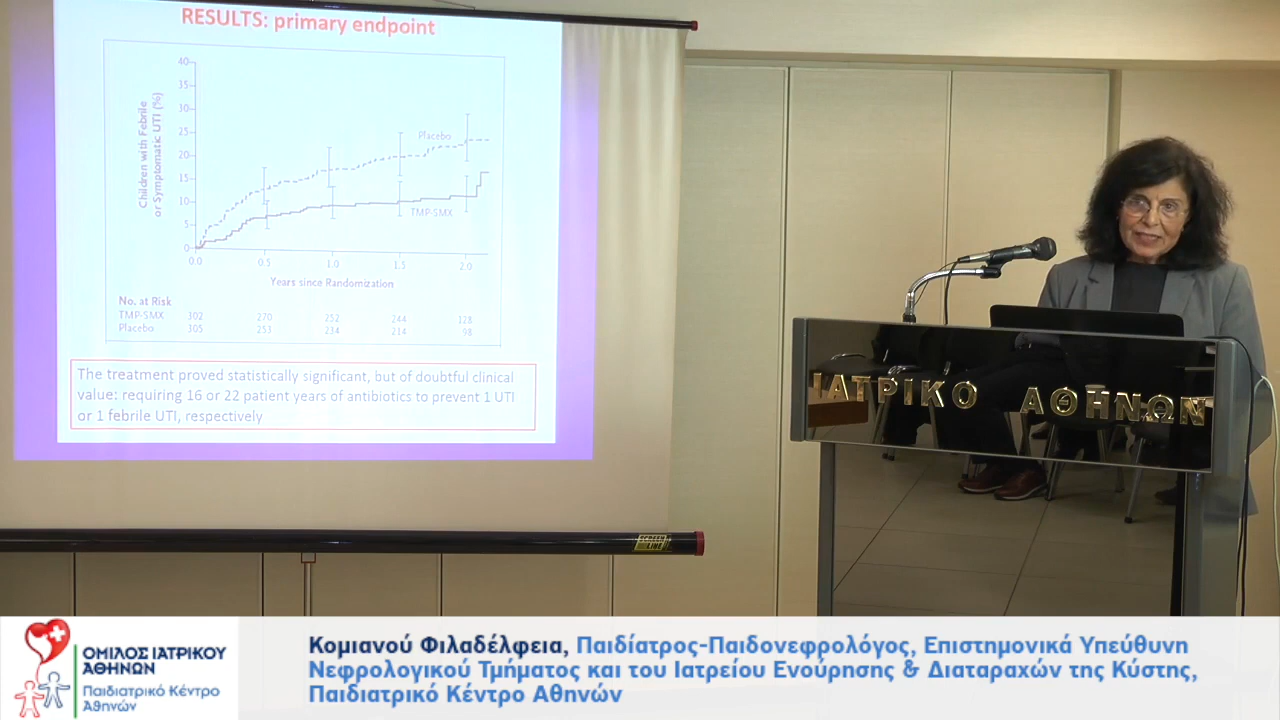 RESULTS: primary endpoint
Children with Febrile
or Symptomatic UTI (%)
40
35
30
25
20
15
10
5
0
Placebo
TMP-SMX
0.0 0.5 1.0 1.5 2.0
Years since Randomization
No. at Risk
TMP-SMX 302 270 252 244 128
Placebo 305 253 234 214 98
The treatment proved statistically significant, but of doubtful clinical
value: requiring 16 or 22 patient years of antibiotics to prevent 1 UTI
or 1 febrile UTI, respectively
SCREEN
LINE
ΙΑΤΡΙΚΟ ΑΘΗΝΩΝ
ΟΜΙΛΟΣ ΙΑΤΡΙΚΟΥ
ΑΘΗΝΩΝ
Παιδιατρικό Κέντρο
Αθηνών
Κομιανού Φιλαδέλφεια, Παιδίατρος-Παιδονεφρολόγος, Επιστημονικά Υπεύθυνη
Νεφρολογικού Τμήματος και του Ιατρείου Ενούρησης & Διαταραχών της Κύστης,
Παιδιατρικό Κέντρο Αθηνών